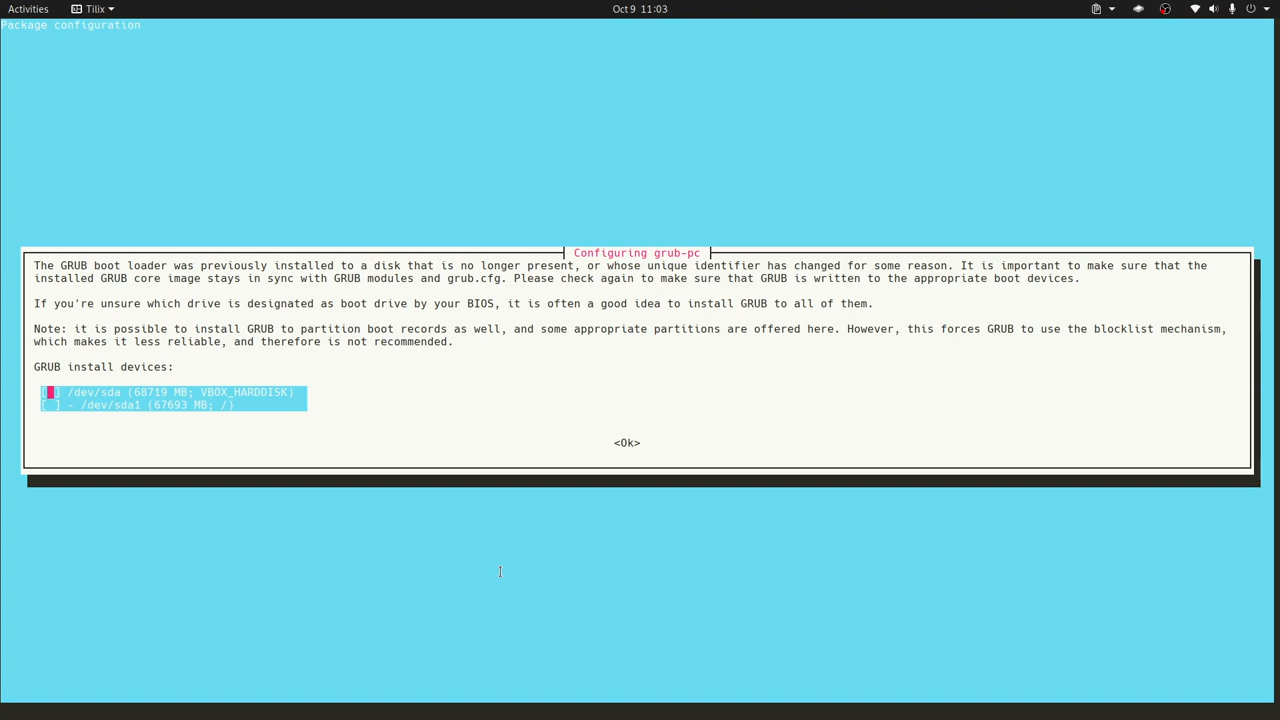 Activities
Tilix
Oct 9 11:03
Package configuration
Configuring grub-pc
The GRUB boot loader was previously installed to a disk that is no longer present, or whose unique identifier has changed for some reason. It is important to make sure that the
installed GRUB core image stays in sync with GRUB modules and grub.cfg. Please check again to make sure that GRUB is written to the appropriate boot devices.
If you're unsure which drive is designated as boot drive by your BIOS, it is often a good idea to install GRUB to all of them.
Note: it is possible to install GRUB to partition boot records as well, and some appropriate partitions are offered here. However, this forces GRUB to use the blocklist mechanism,
which makes it less reliable, and therefore is not recommended.
GRUB install devices:
[ ] /dev/sda (68719 MB; VBOX_HARDDISK)
[ ] - /dev/sda1 (67693 MB; /)
<Ok>